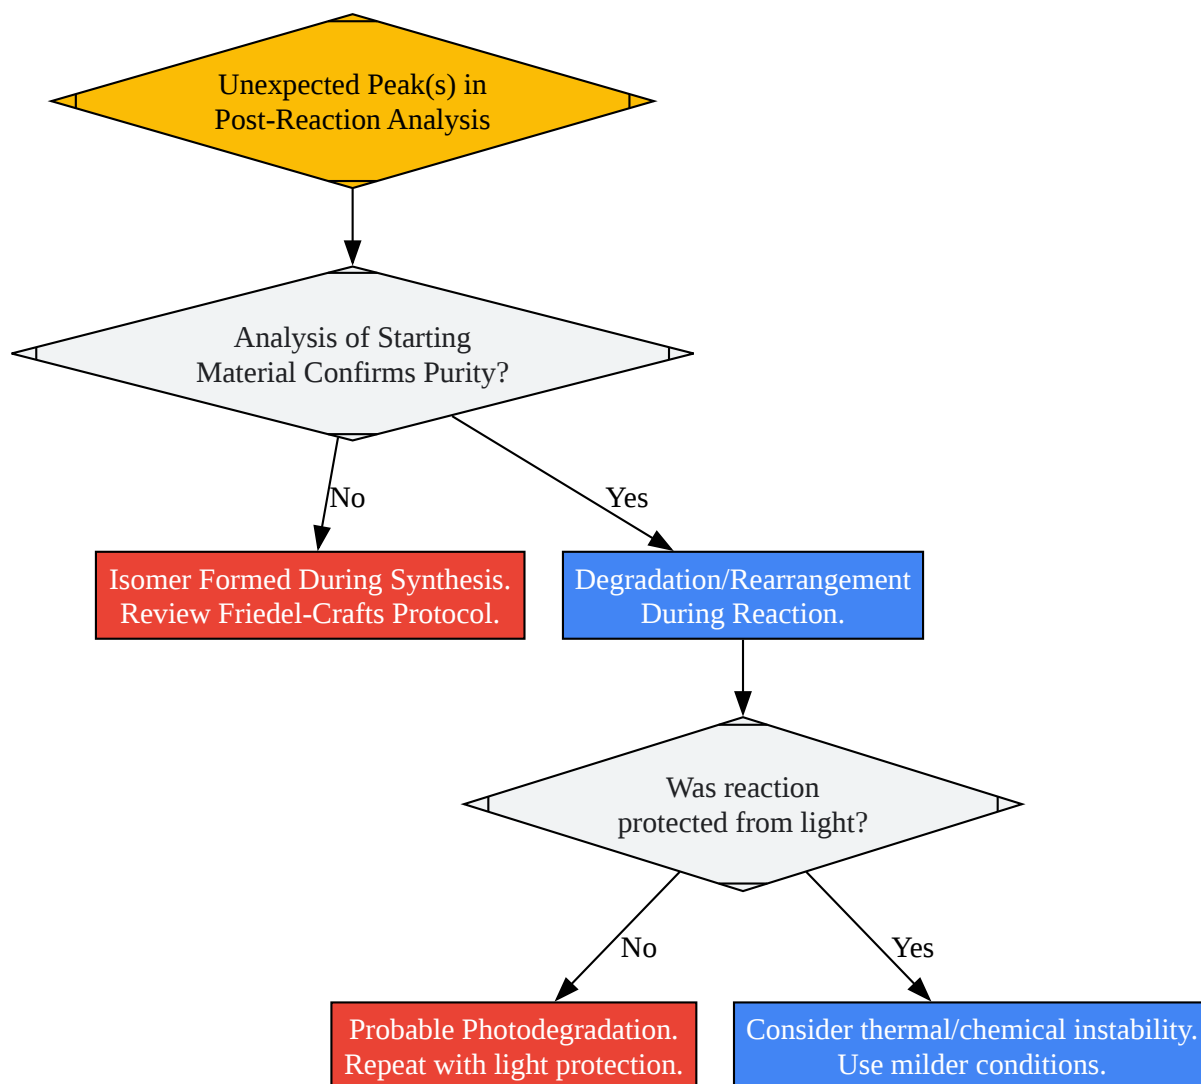 Unexpected Peak(s) in
Post-Reaction Analysis
Analysis of Starting
Material Confirms Purity?
No
Yes
Isomer Formed During Synthesis.
Review Friedel-Crafts Protocol.
Degradation/Rearrangement
During Reaction.
Was reaction
protected from light?
No
Yes
Probable Photodegradation.
Repeat with light protection.
Consider thermal/chemical instability.
Use milder conditions.